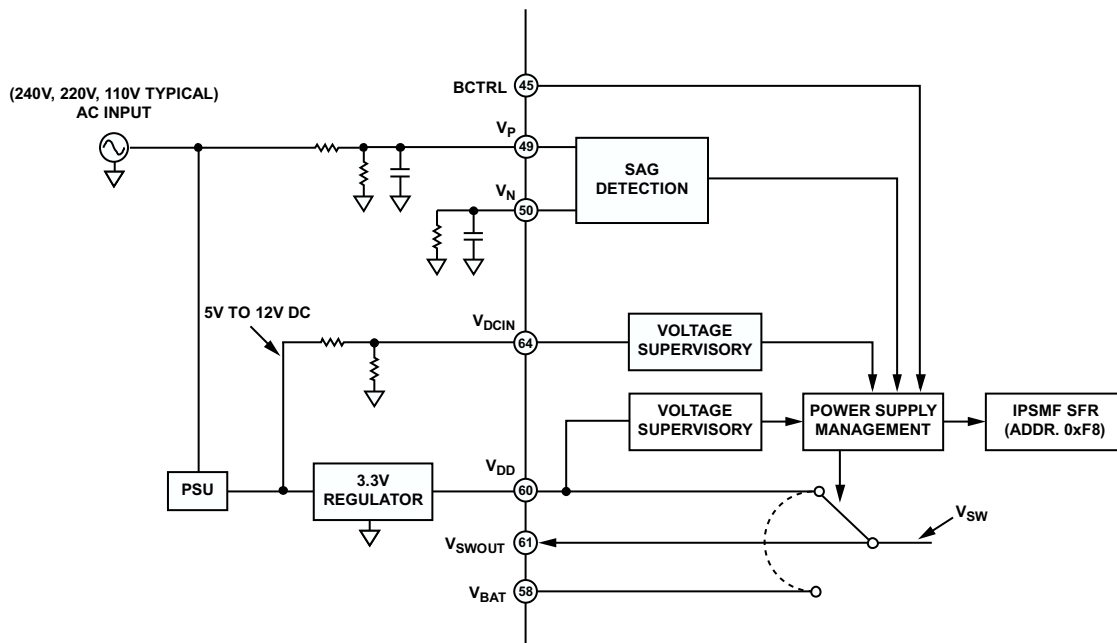 BCTRL
45
(240V, 220V, 110V TYPICAL)
AC INPUT
VP
49
SAG
DETECTION
VN
50
5V TO 12V DC
VDCIN
64
VOLTAGE
SUPERVISORY
VOLTAGE
SUPERVISORY
POWER SUPPLY
MANAGEMENT
IPSMF SFR
(ADDR. 0xF8)
PSU
3.3V
REGULATOR
VDD
60
VSW
VSWOUT
61
VBAT
58